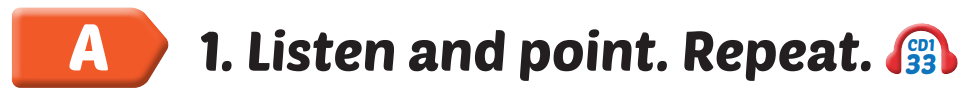 A 1. Listen and point. Repeat. CD1 33